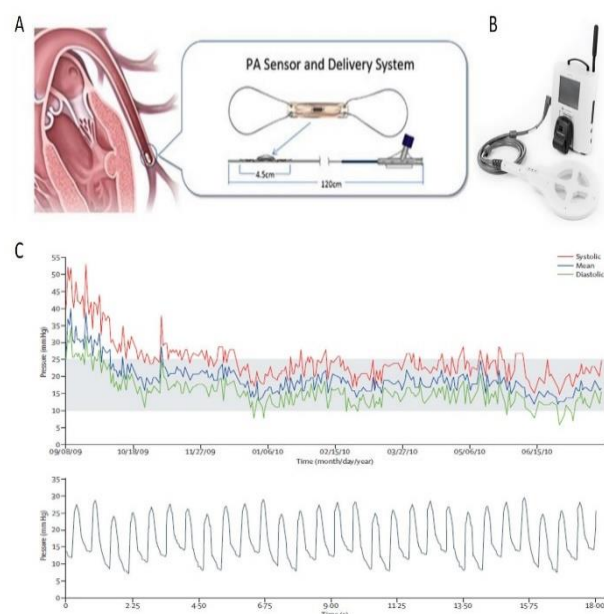 A
PA Sensor and Delivery System
4.5cm
120cm
B
C
Systolic
Mean
Diastolic
Pressure (mmHg)
55
50
45
40
35
30
25
20
15
10
5
0
09/08/09 10/18/09 11/27/09 01/06/10 02/15/10 03/27/10 05/06/10 06/15/10
Time (month/day/year)
Pressure (mmHg)
35
30
25
20
15
10
5
0
0 2·25 4·50 6·75 9·00 11·25 13·50 15·75 18·00